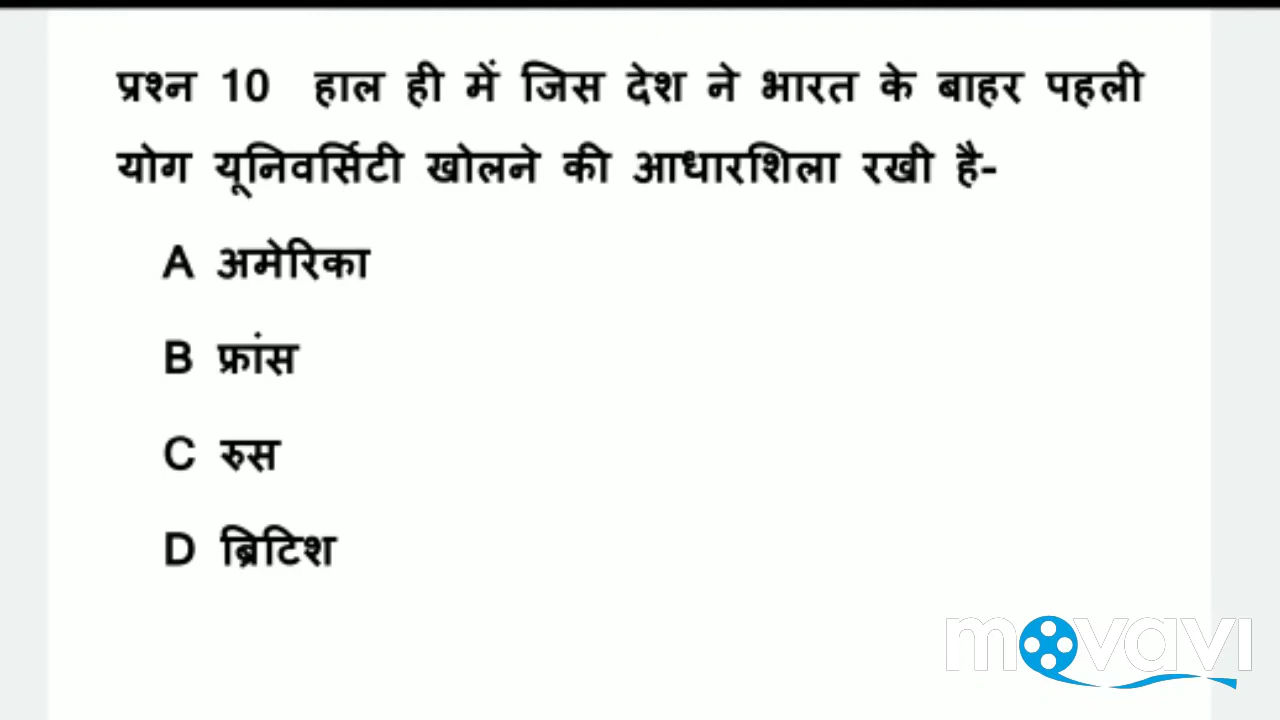 प्रश्न 10 हाल ही में जिस देश ने भारत के बाहर पहली
योग यूनिवर्सिटी खोलने की आधारशिला रखी है-
A अमेरिका
B फ्रांस
C रुस
D ब्रिटिश
movavi